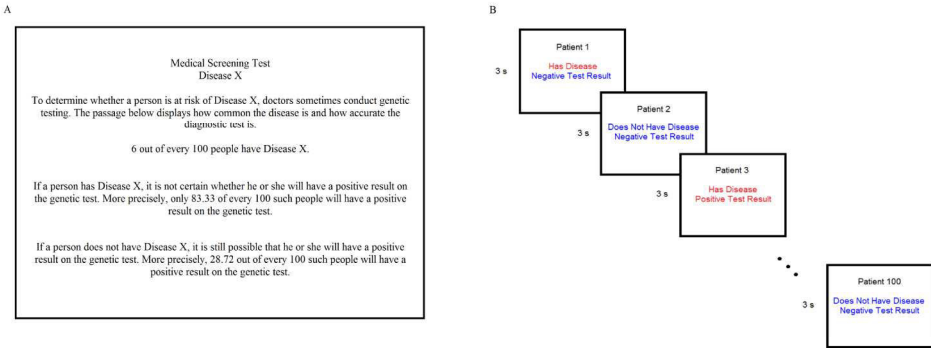 A
Medical Screening Test
Disease X
To determine whether a person is at risk of Disease X, doctors sometimes conduct genetic
testing. The passage below displays how common the disease is and how accurate the
diagnostic test is.
6 out of every 100 people have Disease X.
If a person has Disease X, it is not certain whether he or she will have a positive result on
the genetic test. More precisely, only 83.33 of every 100 such people will have a positive
result on the genetic test.
If a person does not have Disease X, it is still possible that he or she will have a positive
result on the genetic test. More precisely, 28.72 out of every 100 such people will have a
positive result on the genetic test.
B
Patient 1
3 s
Has Disease
Negative Test Result
Patient 2
3 s
Does Not Have Disease
Negative Test Result
Patient 3
3 s
Has Disease
Positive Test Result
Patient 100
3 s
Does Not Have Disease
Negative Test Result